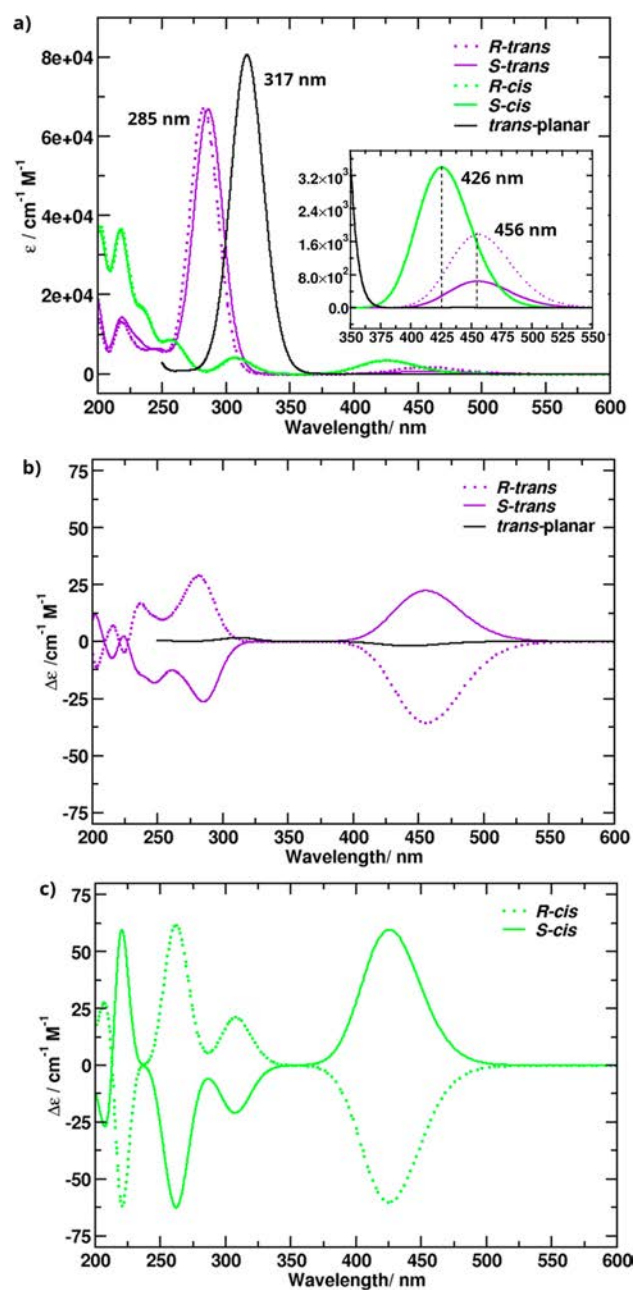 a)
R-trans
S-trans
R-cis
S-cis
trans-planar
317 nm
285 nm
426 nm
456 nm
3.2×10³
2.4×10³
1.6×10³
8.0×10²
0.0
350 400 450 500 550
8e+04
6e+04
4e+04
2e+04
0
ε / cm⁻¹ M⁻¹
200 250 300 350 400 450 500 550 600
Wavelength/ nm
b)
R-trans
S-trans
trans-planar
75
50
25
0
-25
-50
-75
Δε /cm⁻¹ M⁻¹
200 250 300 350 400 450 500 550 600
Wavelength/ nm
c)
R-cis
S-cis
75
50
25
0
-25
-50
-75
Δε / cm⁻¹ M⁻¹
200 250 300 350 400 450 500 550 600
Wavelength/ nm